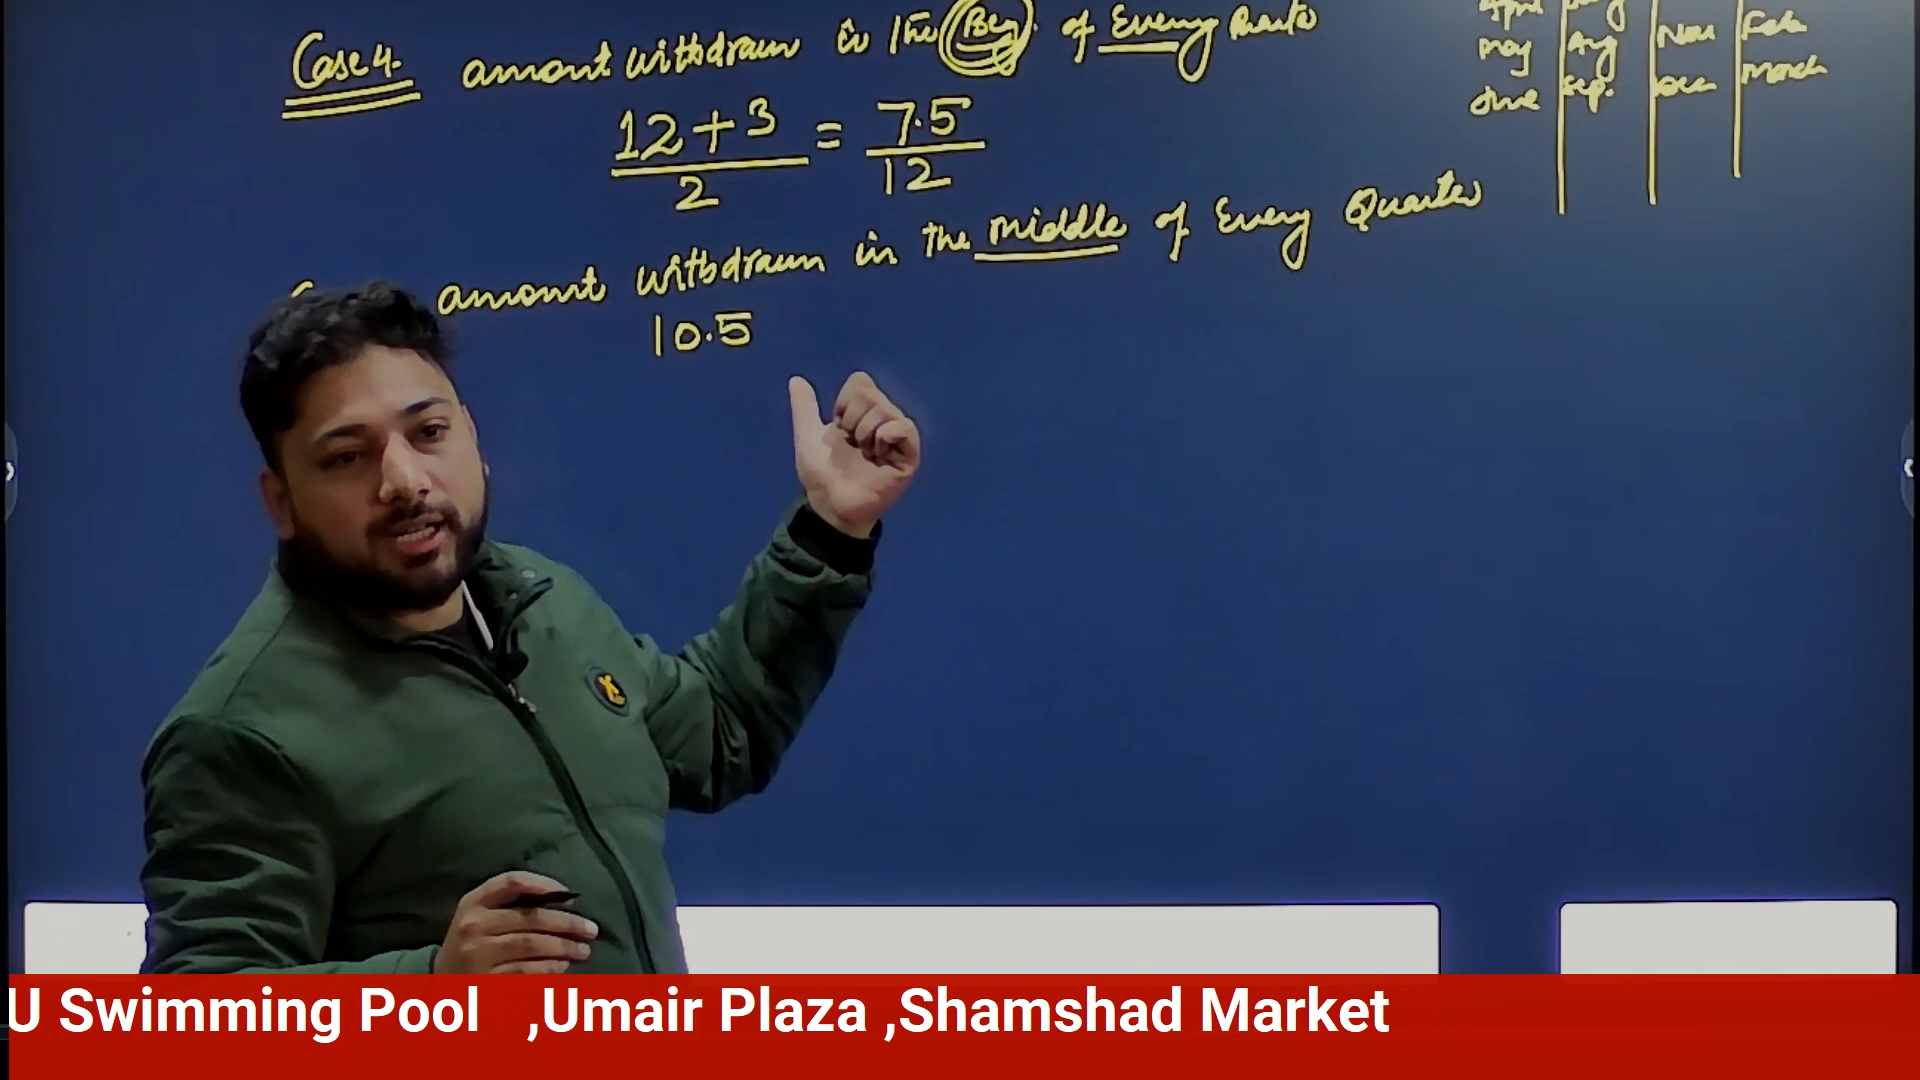 Case 4. amount withdrawn in the Beg. of Every Quarter
12+3 = 7.5
2 12
amount withdrawn in the middle of Every Quarter
10.5
April
May Aug Nov Feb
June Sep. Dec March
U Swimming Pool ,Umair Plaza ,Shamshad Market